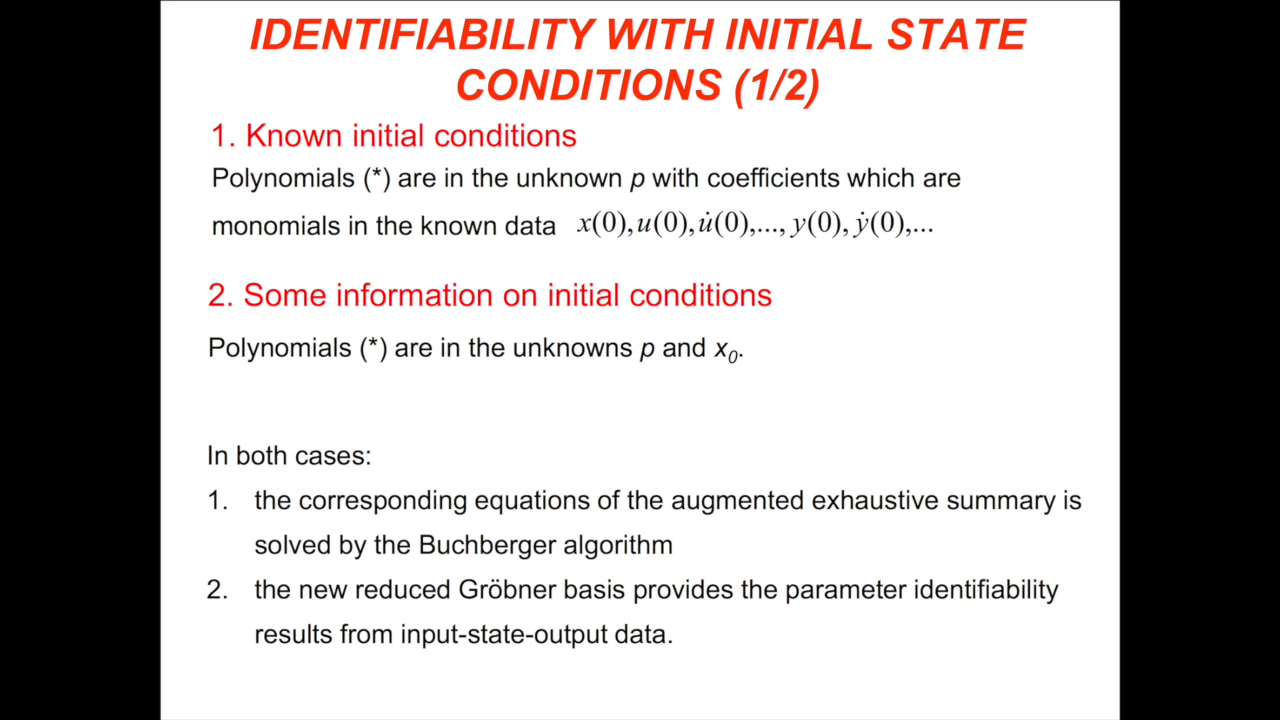 IDENTIFIABILITY WITH INITIAL STATE
CONDITIONS (1/2)
1. Known initial conditions
Polynomials (*) are in the unknown p with coefficients which are
monomials in the known data x(0), u(0), u̇(0),..., y(0), ẏ(0),...
2. Some information on initial conditions
Polynomials (*) are in the unknowns p and x₀.
In both cases:
1. the corresponding equations of the augmented exhaustive summary is
solved by the Buchberger algorithm
2. the new reduced Gröbner basis provides the parameter identifiability
results from input-state-output data.